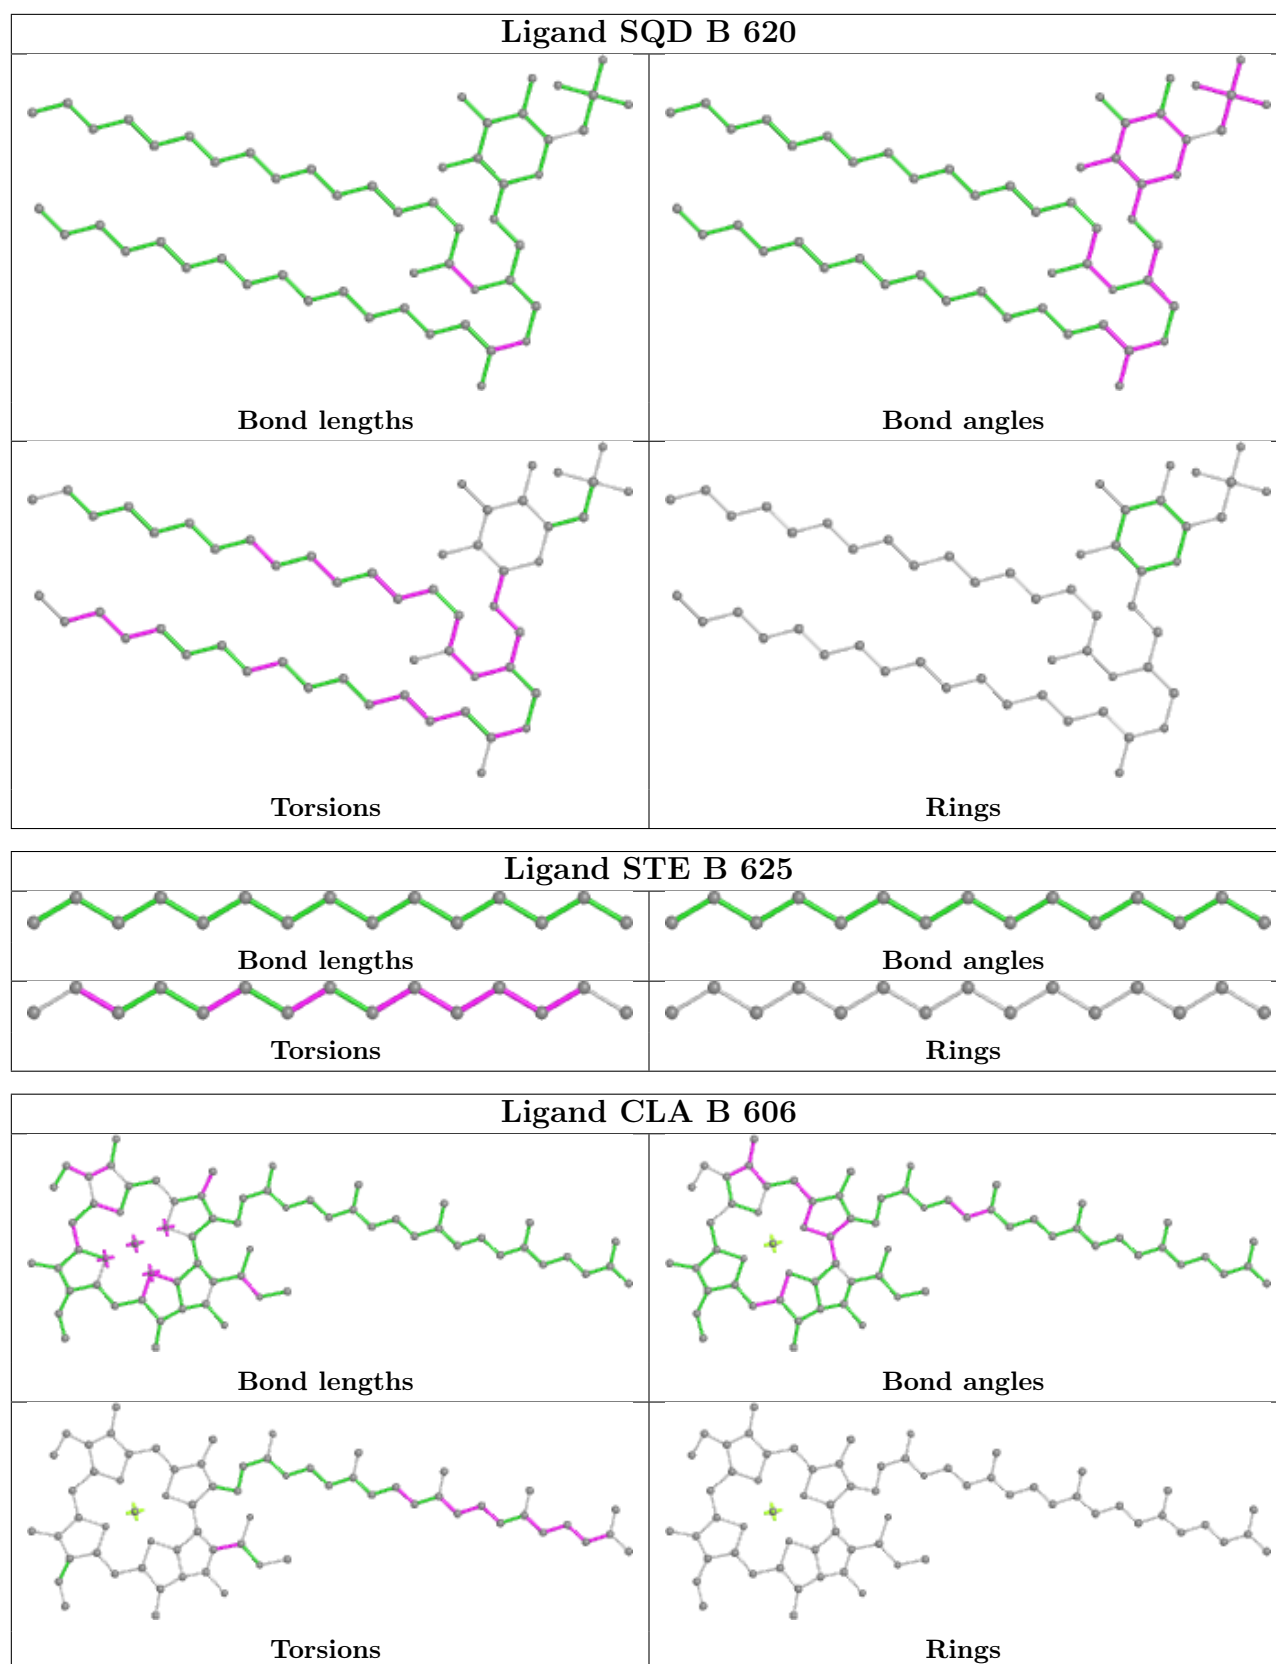 Ligand SQD B 620
Bond lengths
Bond angles
Torsions
Rings
Ligand STE B 625
Bond lengths
Bond angles
Torsions
Rings
Ligand CLA B 606
Bond lengths
Bond angles
Torsions
Rings